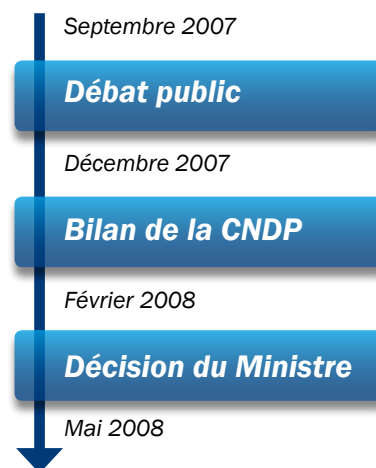 Septembre 2007
Débat public
Décembre 2007
Bilan de la CNDP
Février 2008
Décision du Ministre
Mai 2008